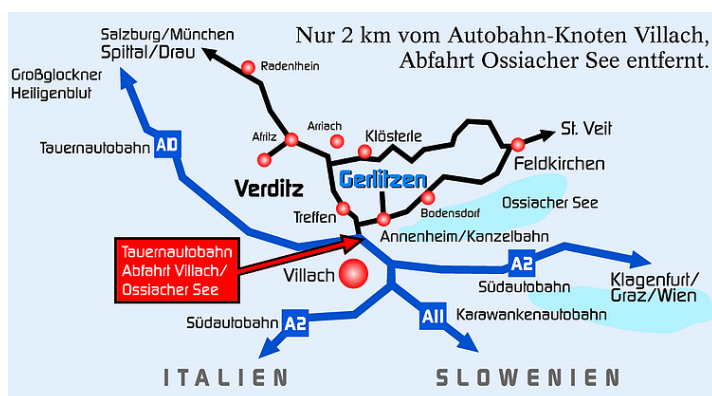 Nur 2 km vom Autobahn-Knoten Villach,
Abfahrt Ossiacher See entfernt.
Salzburg/München
Spittal/Drau
Radenthein
Großglockner
Heiligenblut
Tauernautobahn
A10
Afritz
Arriach
Klösterle
St. Veit
Feldkirchen
Verditz
Gerlitzen
Treffen
Bodensdorf
Ossiacher See
Annenheim/Kanzelbahn
Tauernautobahn
Abfahrt Villach/
Ossiacher See
Villach
A2
Südautobahn
Klagenfurt/
Graz/Wien
Südautobahn
A2
A11
Karawankenautobahn
ITALIEN
SLOWENIEN